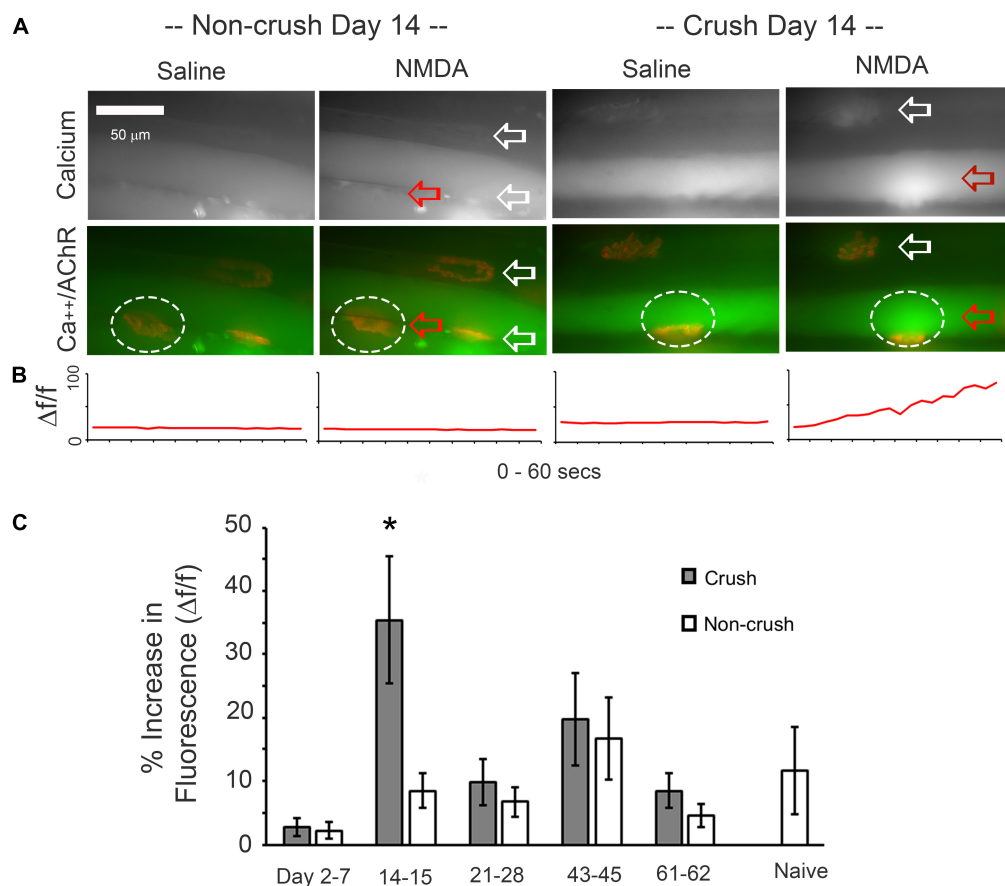 A
-- Non-crush Day 14 --
-- Crush Day 14 --
Saline
NMDA
Saline
NMDA
Calcium
50 μm
Ca++/AChR
B
Δf/f
100
0
0 - 60 secs
C
% Increase in
Fluorescence (Δf/f)
50
40
30
20
10
0
*
Crush
Non-crush
Day 2-7
14-15
21-28
43-45
61-62
Naive